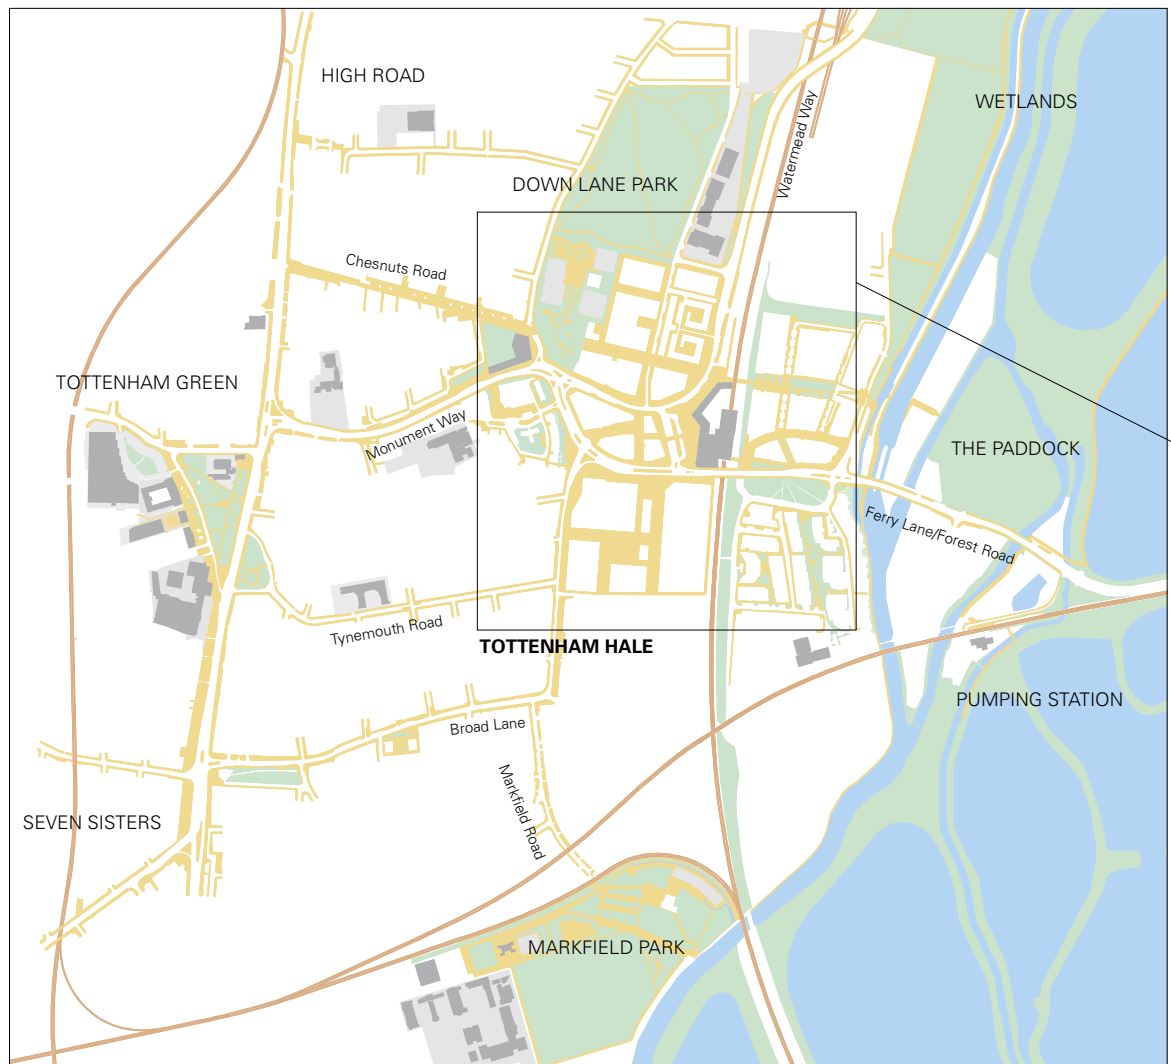 HIGH ROAD
WETLANDS
Watermead Way
DOWN LANE PARK
Chesnuts Road
TOTTENHAM GREEN
Monument Way
THE PADDOCK
Ferry Lane/Forest Road
Tynemouth Road
TOTTENHAM HALE
PUMPING STATION
Broad Lane
Markfield Road
SEVEN SISTERS
MARKFIELD PARK